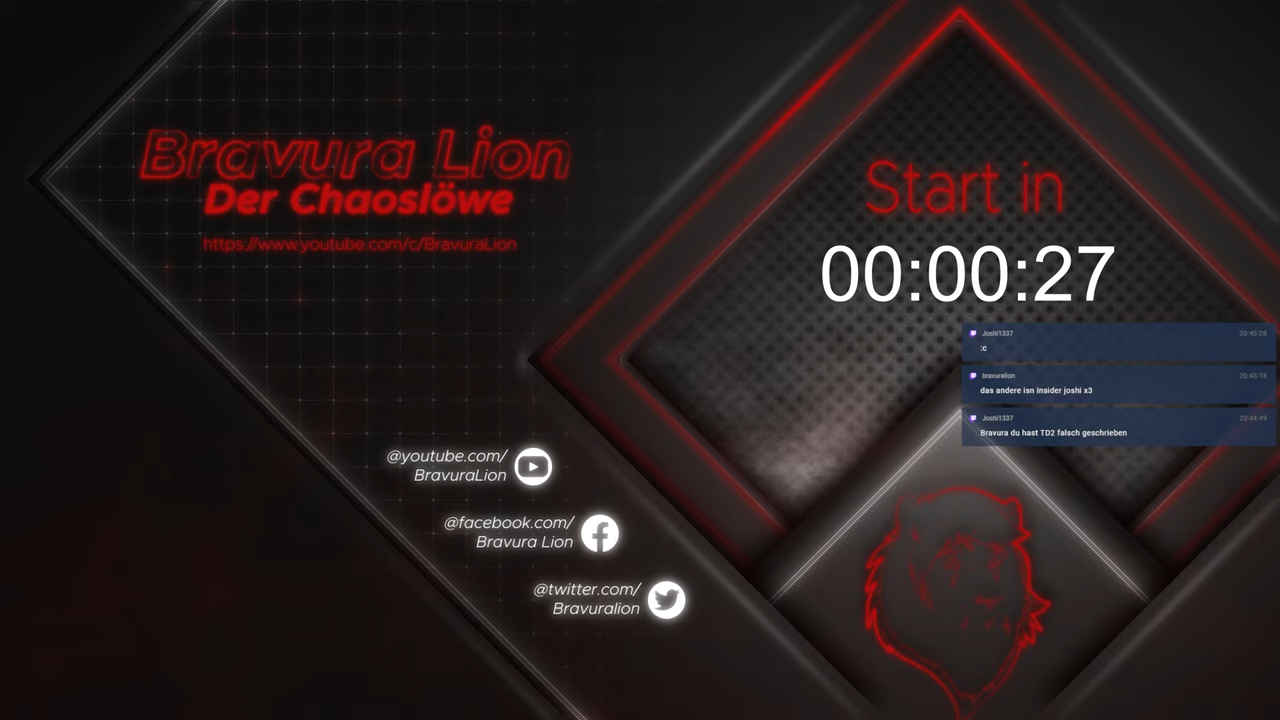 Bravura Lion
Der Chaoslöwe
https://www.youtube.com/c/BravuraLion
Start in
00:00:27
Joshi1337 20:45:28
:c
bravuralion 20:45:18
das andere isn insider joshi x3
Joshi1337 20:44:49
Bravura du hast TD2 falsch geschrieben
@youtube.com/
BravuraLion
@facebook.com/
Bravura Lion
@twitter.com/
Bravuralion